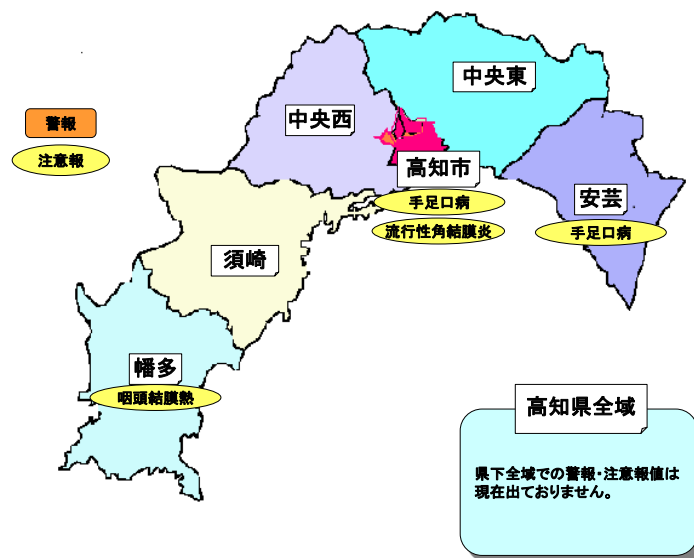 中央東
警報
中央西
注意報
高知市
手足口病
流行性角結膜炎
安芸
手足口病
須崎
幡多
咽頭結膜熱
高知県全域
県下全域での警報・注意報値は
現在出ておりません。